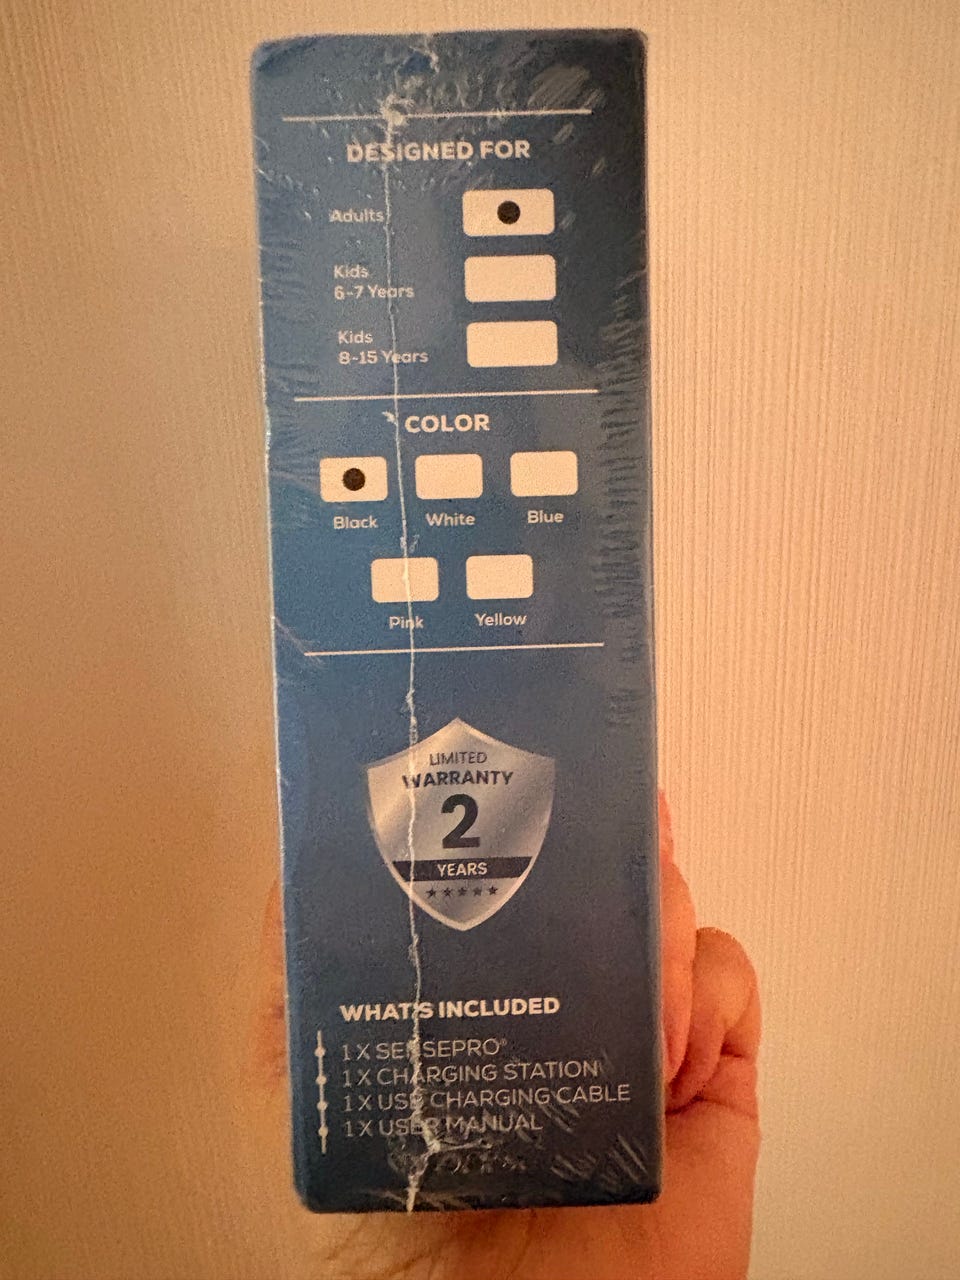 DESIGNED FOR
Adults
Kids
6-7 Years
Kids
8-15 Years
COLOR
Black White Blue
Pink Yellow
LIMITED
WARRANTY
2
YEARS
WHAT'S INCLUDED
1 X SENSEPRO®
1 X CHARGING STATION
1 X USB CHARGING CABLE
1 X USER MANUAL